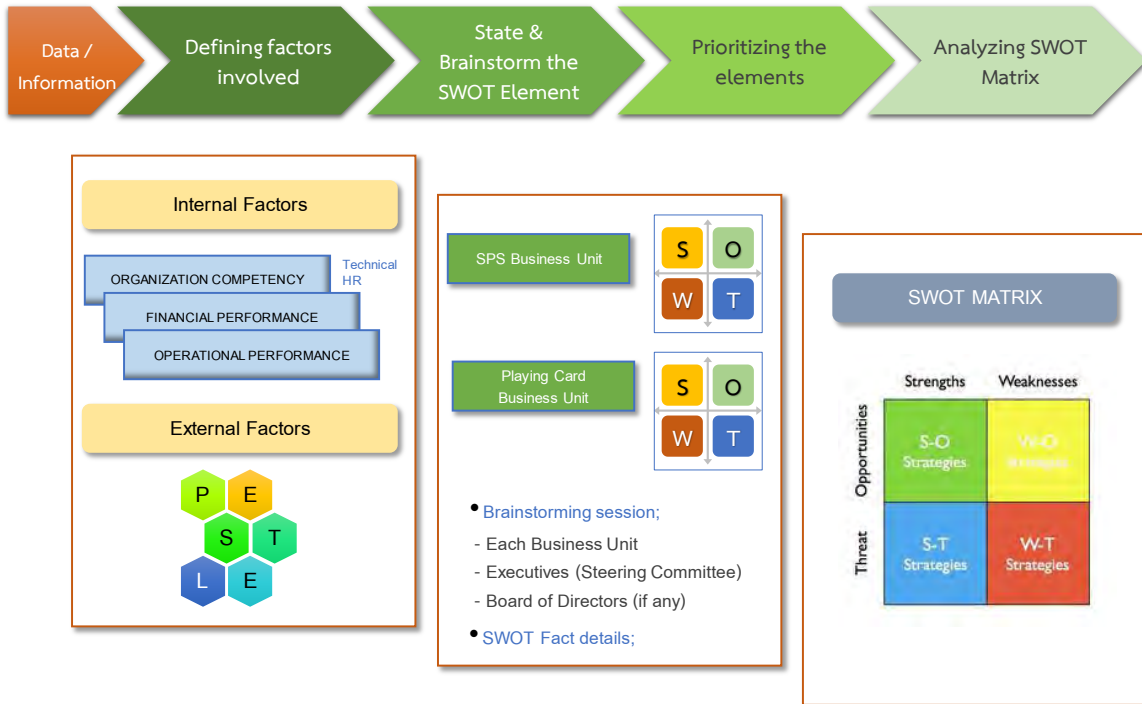 Data /
Information
Defining factors
involved
State &
Brainstorm the
SWOT Element
Prioritizing the
elements
Analyzing SWOT
Matrix
Internal Factors
ORGANIZATION COMPETENCY
Technical
HR
FINANCIAL PERFORMANCE
OPERATIONAL PERFORMANCE
External Factors
P E
S T
L E
SPS Business Unit
S O
W T
Playing Card
Business Unit
S O
W T
• Brainstorming session;
- Each Business Unit
- Executives (Steering Committee)
- Board of Directors (if any)
• SWOT Fact details;
SWOT MATRIX
Strengths Weaknesses
Opportunities
S-O
Strategies
W-O
Strategies
Threat
S-T
Strategies
W-T
Strategies